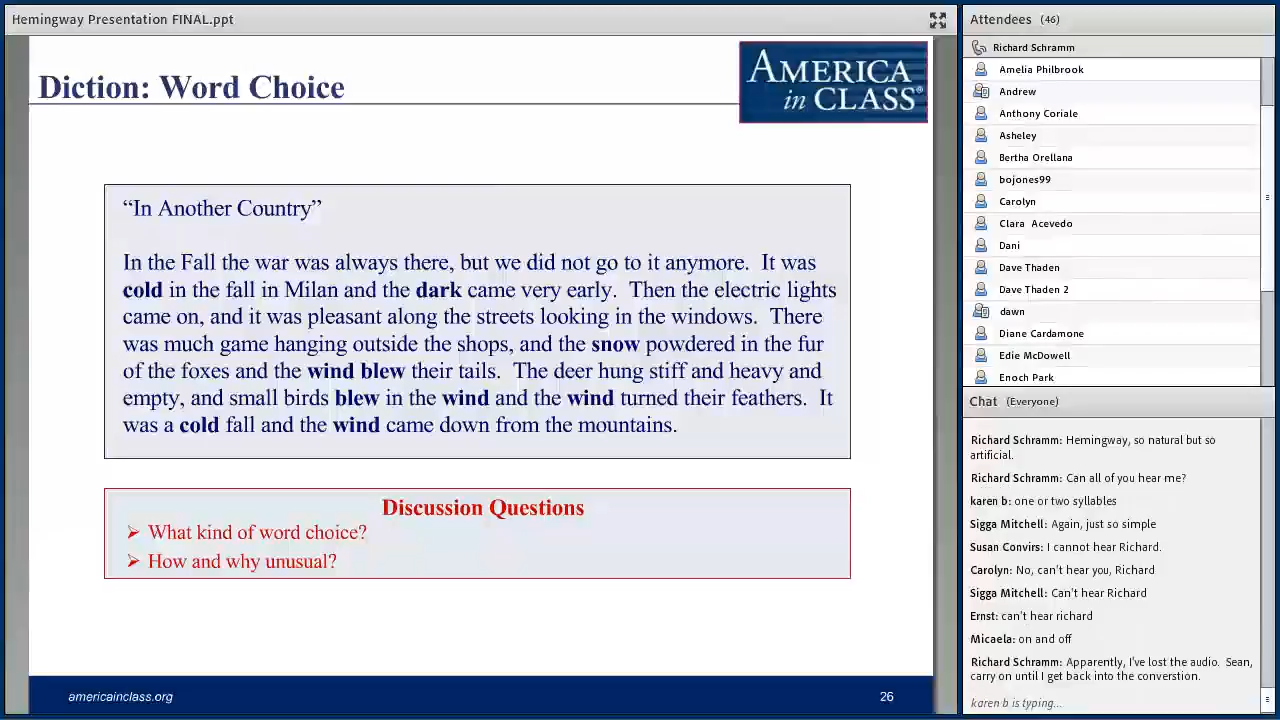 Hemingway Presentation FINAL.ppt
Diction: Word Choice
AMERICA
in CLASS®
“In Another Country”
In the Fall the war was always there, but we did not go to it anymore. It was
cold in the fall in Milan and the dark came very early. Then the electric lights
came on, and it was pleasant along the streets looking in the windows. There
was much game hanging outside the shops, and the snow powdered in the fur
of the foxes and the wind blew their tails. The deer hung stiff and heavy and
empty, and small birds blew in the wind and the wind turned their feathers. It
was a cold fall and the wind came down from the mountains.
Discussion Questions
What kind of word choice?
How and why unusual?
americainclass.org
26
Attendees (46)
Richard Schramm
Amelia Philbrook
Andrew
Anthony Coriale
Asheley
Bertha Orellana
bojones99
Carolyn
Clara Acevedo
Dani
Dave Thaden
Dave Thaden 2
dawn
Diane Cardamone
Edie McDowell
Enoch Park
Chat (Everyone)
Richard Schramm: Hemingway, so natural but so
artificial.
Richard Schramm: Can all of you hear me?
karen b: one or two syllables
Sigga Mitchell: Again, just so simple
Susan Convirs: I cannot hear Richard.
Carolyn: No, can't hear you, Richard
Sigga Mitchell: Can't hear Richard
Ernst: can't hear richard
Micaela: on and off
Richard Schramm: Apparently, I've lost the audio. Sean,
carry on until I get back into the converstion.
karen b is typing...